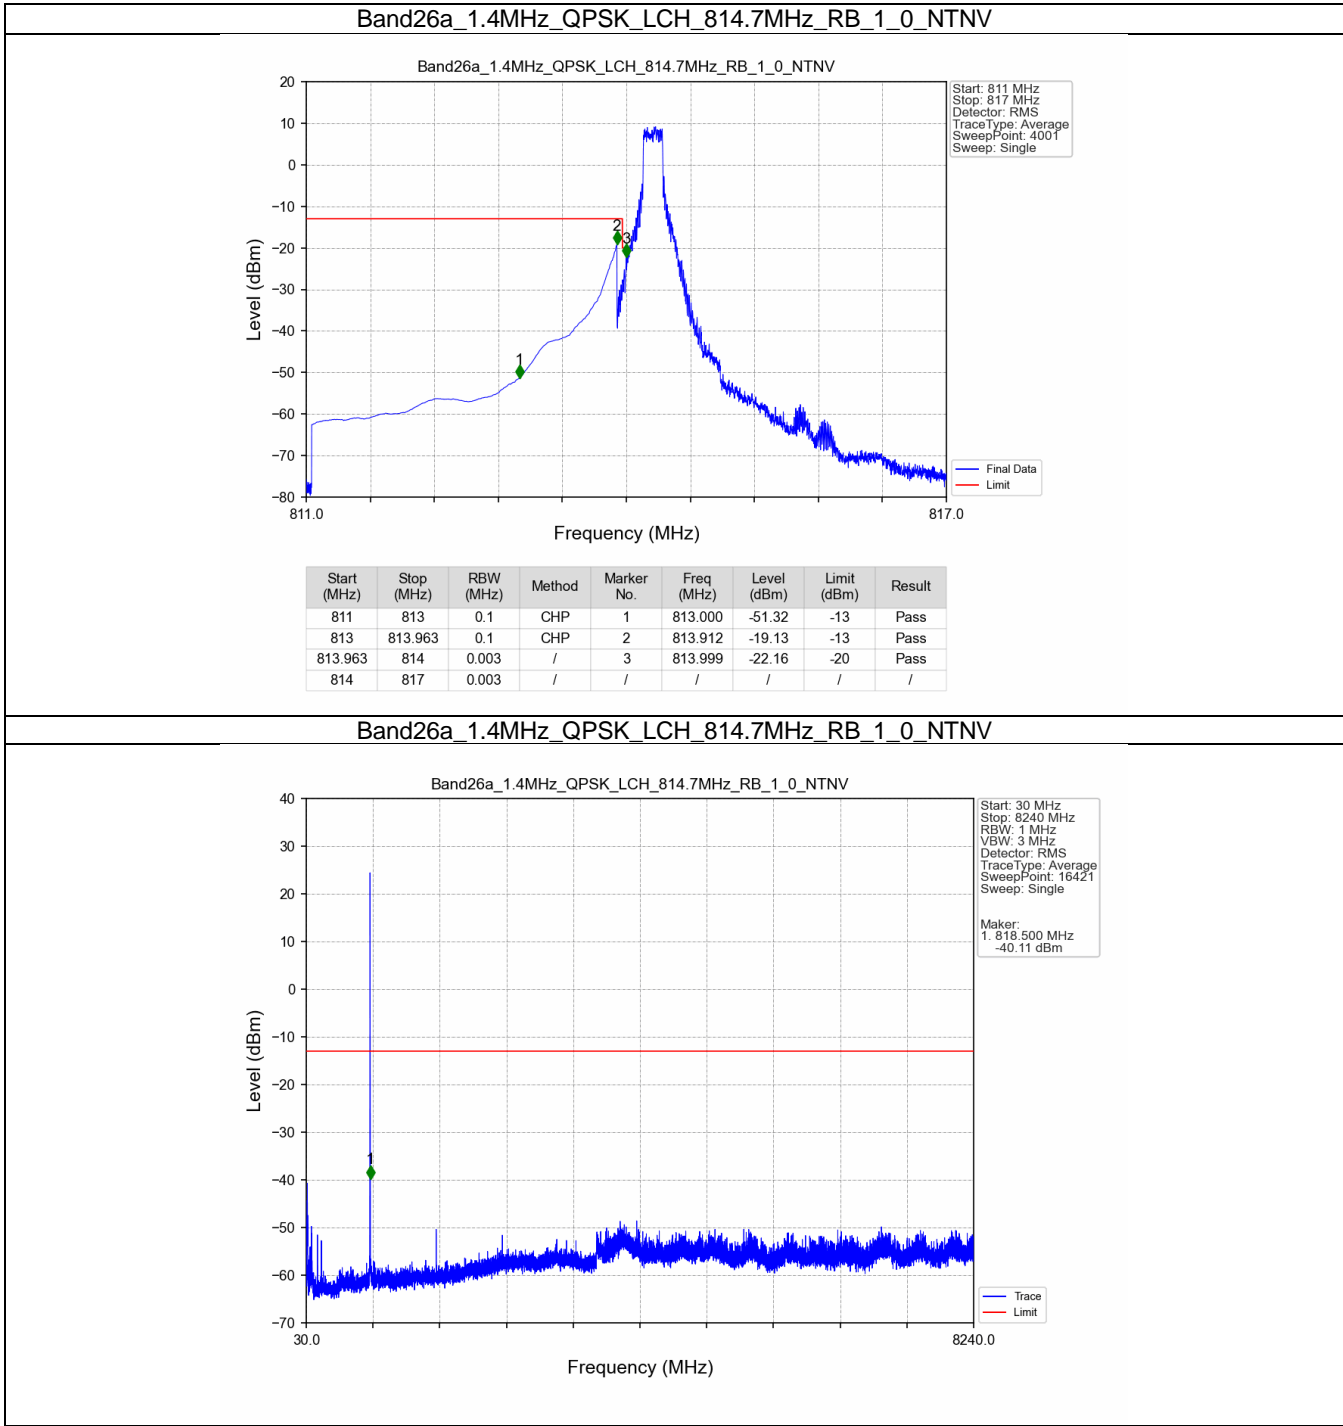 Band26a_1.4MHz_QPSK_LCH_814.7MHz_RB_1_0_NTNV
Band26a_1.4MHz_QPSK_LCH_814.7MHz_RB_1_0_NTNV
Start: 811 MHz
Stop: 817 MHz
Detector: RMS
TraceType: Average
SweepPoint: 4001
Sweep: Single
20
10
0
−10
−20
−30
−40
−50
−60
−70
−80
Level (dBm)
1
2
3
Final Data
Limit
811.0 817.0
Frequency (MHz)
Start (MHz) Stop (MHz) RBW (MHz) Method Marker No. Freq (MHz) Level (dBm) Limit (dBm) Result
811 813 0.1 CHP 1 813.000 -51.32 -13 Pass
813 813.963 0.1 CHP 2 813.912 -19.13 -13 Pass
813.963 814 0.003 / 3 813.999 -22.16 -20 Pass
814 817 0.003 / / / / / /
Band26a_1.4MHz_QPSK_LCH_814.7MHz_RB_1_0_NTNV
Band26a_1.4MHz_QPSK_LCH_814.7MHz_RB_1_0_NTNV
Start: 30 MHz
Stop: 8240 MHz
RBW: 1 MHz
VBW: 3 MHz
Detector: RMS
TraceType: Average
SweepPoint: 16421
Sweep: Single
Maker:
1. 818.500 MHz
-40.11 dBm
40
30
20
10
0
−10
−20
−30
−40
−50
−60
−70
Level (dBm)
1
Trace
Limit
30.0 8240.0
Frequency (MHz)